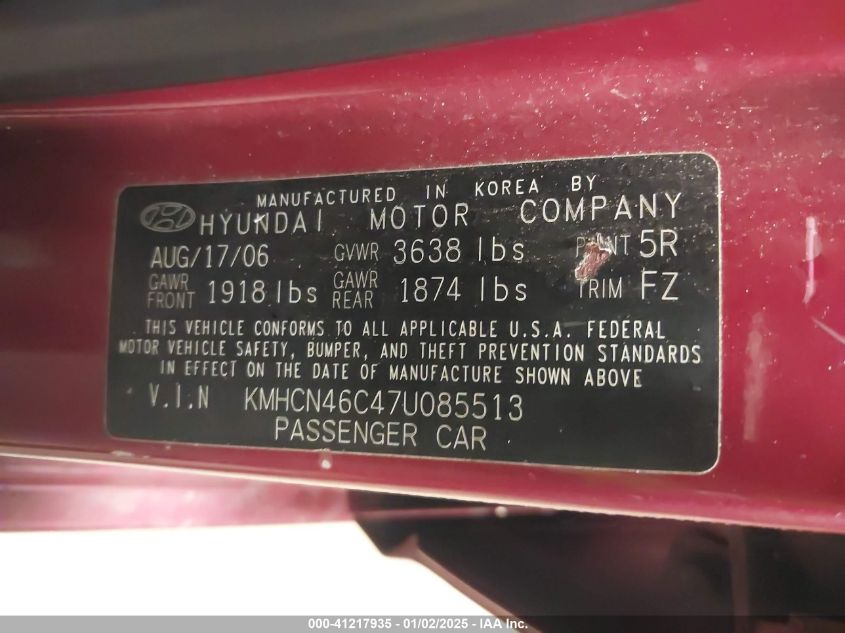 MANUFACTURED IN KOREA BY
HYUNDAI MOTOR COMPANY
AUG/17/06 GVWR 3638 lbs 5R
GAWR FRONT 1918 lbs GAWR REAR 1874 lbs TRIM FZ
THIS VEHICLE CONFORMS TO ALL APPLICABLE U.S.A. FEDERAL
MOTOR VEHICLE SAFETY, BUMPER, AND THEFT PREVENTION STANDARDS
IN EFFECT ON THE DATE OF MANUFACTURE SHOWN ABOVE
V.I.N KMHCN46C47U085513
PASSENGER CAR
000-41217935 - 01/02/2025 - IAA Inc.